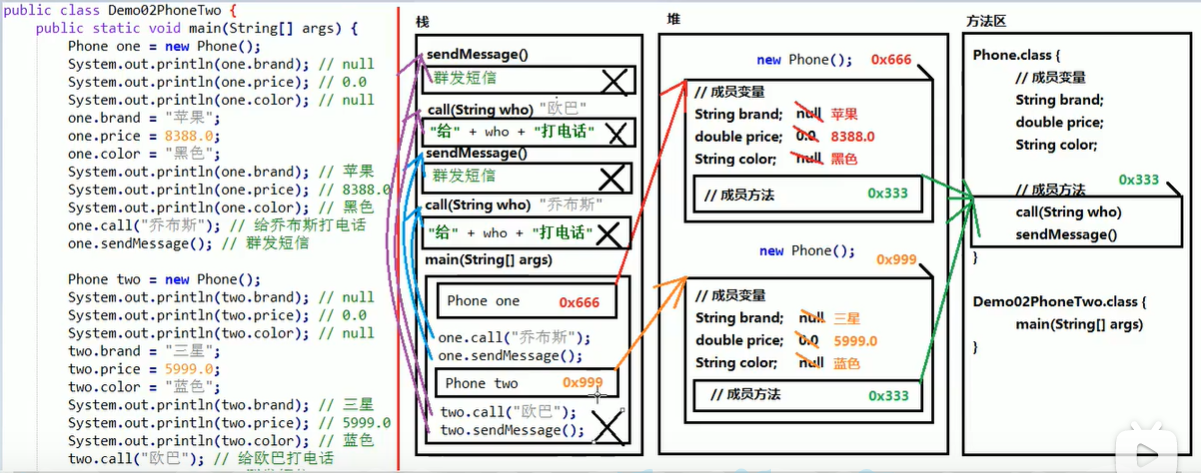 public class Demo02PhoneTwo {
public static void main(String[] args) {
Phone one = new Phone();
System.out.println(one.brand); // null
System.out.println(one.price); // 0.0
System.out.println(one.color); // null
one.brand = "苹果";
one.price = 8388.0;
one.color = "黑色";
System.out.println(one.brand); // 苹果
System.out.println(one.price); // 8388.0
System.out.println(one.color); // 黑色
one.call("乔布斯"); // 给乔布斯打电话
one.sendMessage(); // 群发短信
Phone two = new Phone();
System.out.println(two.brand); // null
System.out.println(two.price); // 0.0
System.out.println(two.color); // null
two.brand = "三星";
two.price = 5999.0;
two.color = "蓝色";
System.out.println(two.brand); // 三星
System.out.println(two.price); // 5999.0
System.out.println(two.color); // 蓝色
two.call("欧巴"); // 给欧巴打电话
栈
sendMessage()
群发短信
call(String who) "欧巴"
"给" + who + "打电话"
sendMessage()
群发短信
call(String who) "乔布斯"
"给" + who + "打电话"
main(String[] args)
Phone one 0x666
one.call("乔布斯");
one.sendMessage();
Phone two 0x999
two.call("欧巴");
two.sendMessage();
堆
new Phone(); 0x666
// 成员变量
String brand; null 苹果
double price; 0.0 8388.0
String color; null 黑色
// 成员方法 0x333
new Phone(); 0x999
// 成员变量
String brand; null 三星
double price; 0.0 5999.0
String color; null 蓝色
// 成员方法 0x333
方法区
Phone.class {
// 成员变量
String brand;
double price;
String color;
// 成员方法 0x333
call(String who)
sendMessage()
}
Demo02PhoneTwo.class {
main(String[] args)
}